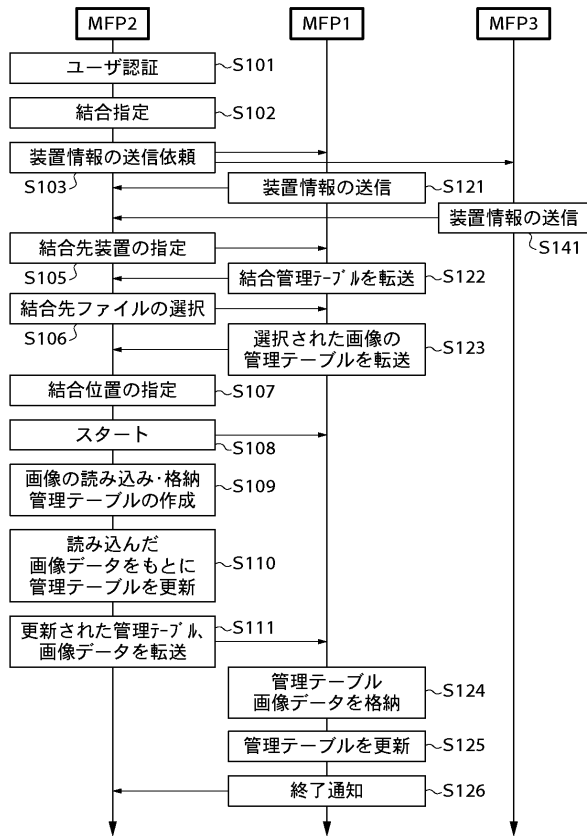 MFP2
MFP1
MFP3
ユーザ認証
S101
結合指定
S102
装置情報の送信依頼
S103
装置情報の送信
S121
装置情報の送信
S141
結合先装置の指定
S105
結合管理テーブルを転送
S122
結合先ファイルの選択
S106
選択された画像の
管理テーブルを転送
S123
結合位置の指定
S107
スタート
S108
画像の読み込み・格納
管理テーブルの作成
S109
読み込んだ
画像データをもとに
管理テーブルを更新
S110
更新された管理テーブル、
画像データを転送
S111
管理テーブル
画像データを格納
S124
管理テーブルを更新
S125
終了通知
S126